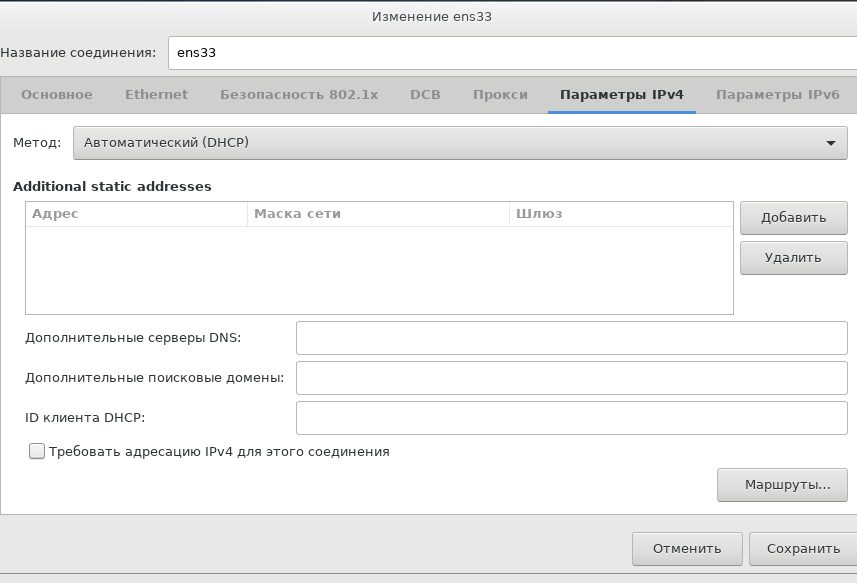 Изменение ens33
Название соединения: ens33
Основное Ethernet Безопасность 802.1x DCB Прокси Параметры IPv4 Параметры IPv6
Метод: Автоматический (DHCP)
Additional static addresses
Адрес Маска сети Шлюз
Добавить
Удалить
Дополнительные серверы DNS:
Дополнительные поисковые домены:
ID клиента DHCP:
Требовать адресацию IPv4 для этого соединения
Маршруты...
Отменить Сохранить